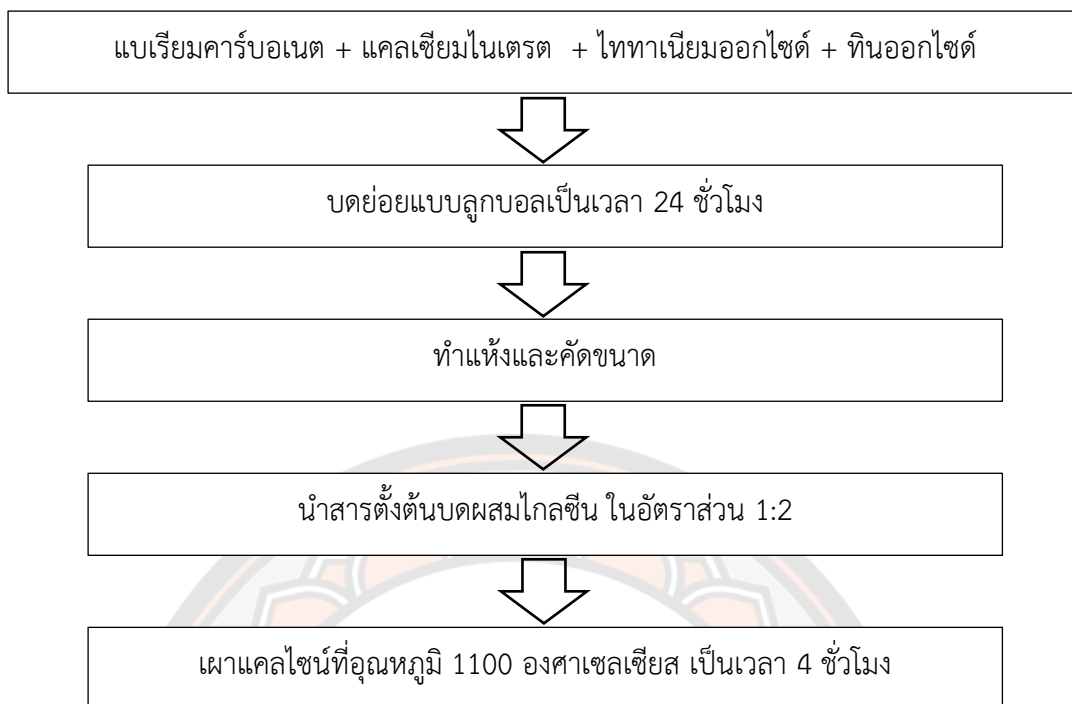 แบเรียมคาร์บอเนต + แคลเซียมไนเตรต + ไททาเนียมออกไซด์ + ทินออกไซด์
บดย่อยแบบลูกบอลเป็นเวลา 24 ชั่วโมง
ทำแห้งและคัดขนาด
นำสารตั้งต้นบดผสมไกลซีน ในอัตราส่วน 1:2
เผาแคลไซน์ที่อุณหภูมิ 1100 องศาเซลเซียส เป็นเวลา 4 ชั่วโมง